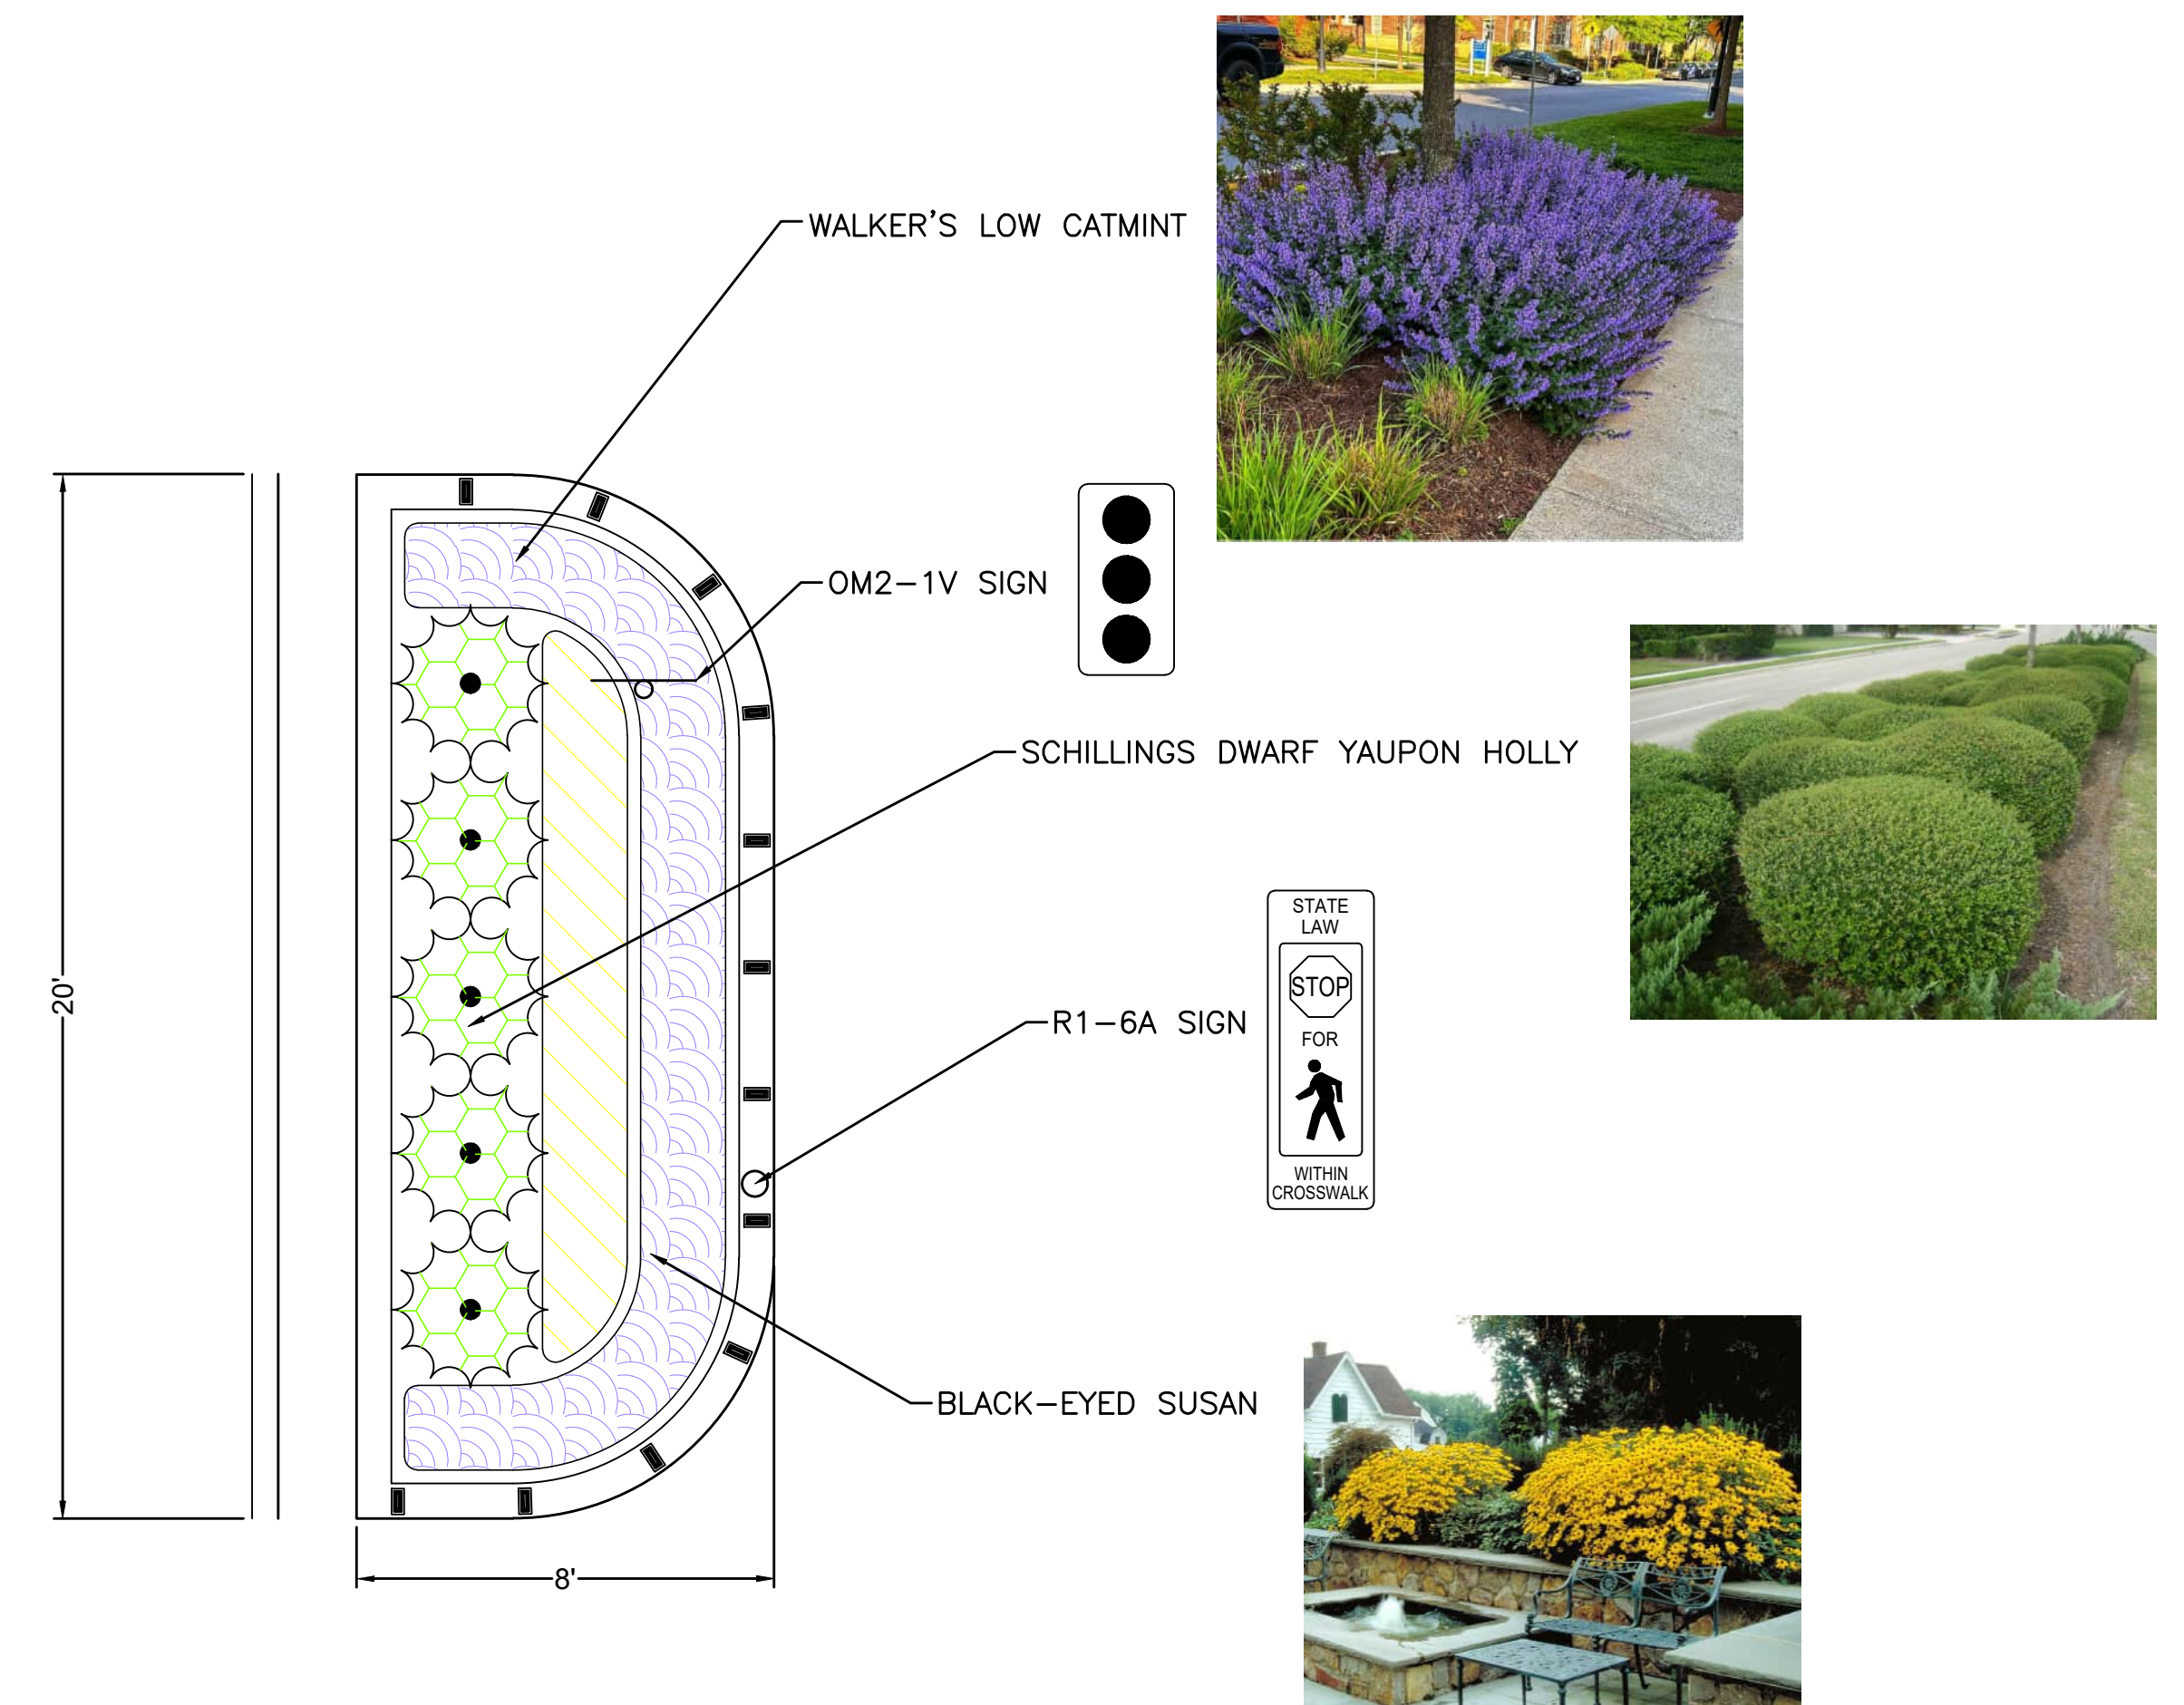 WALKER'S LOW CATMINT
OM2-1V SIGN
SCHILLINGS DWARF YAUPON HOLLY
STATE
LAW
STOP
FOR
WITHIN
CROSSWALK
R1-6A SIGN
20'
BLACK-EYED SUSAN
8'